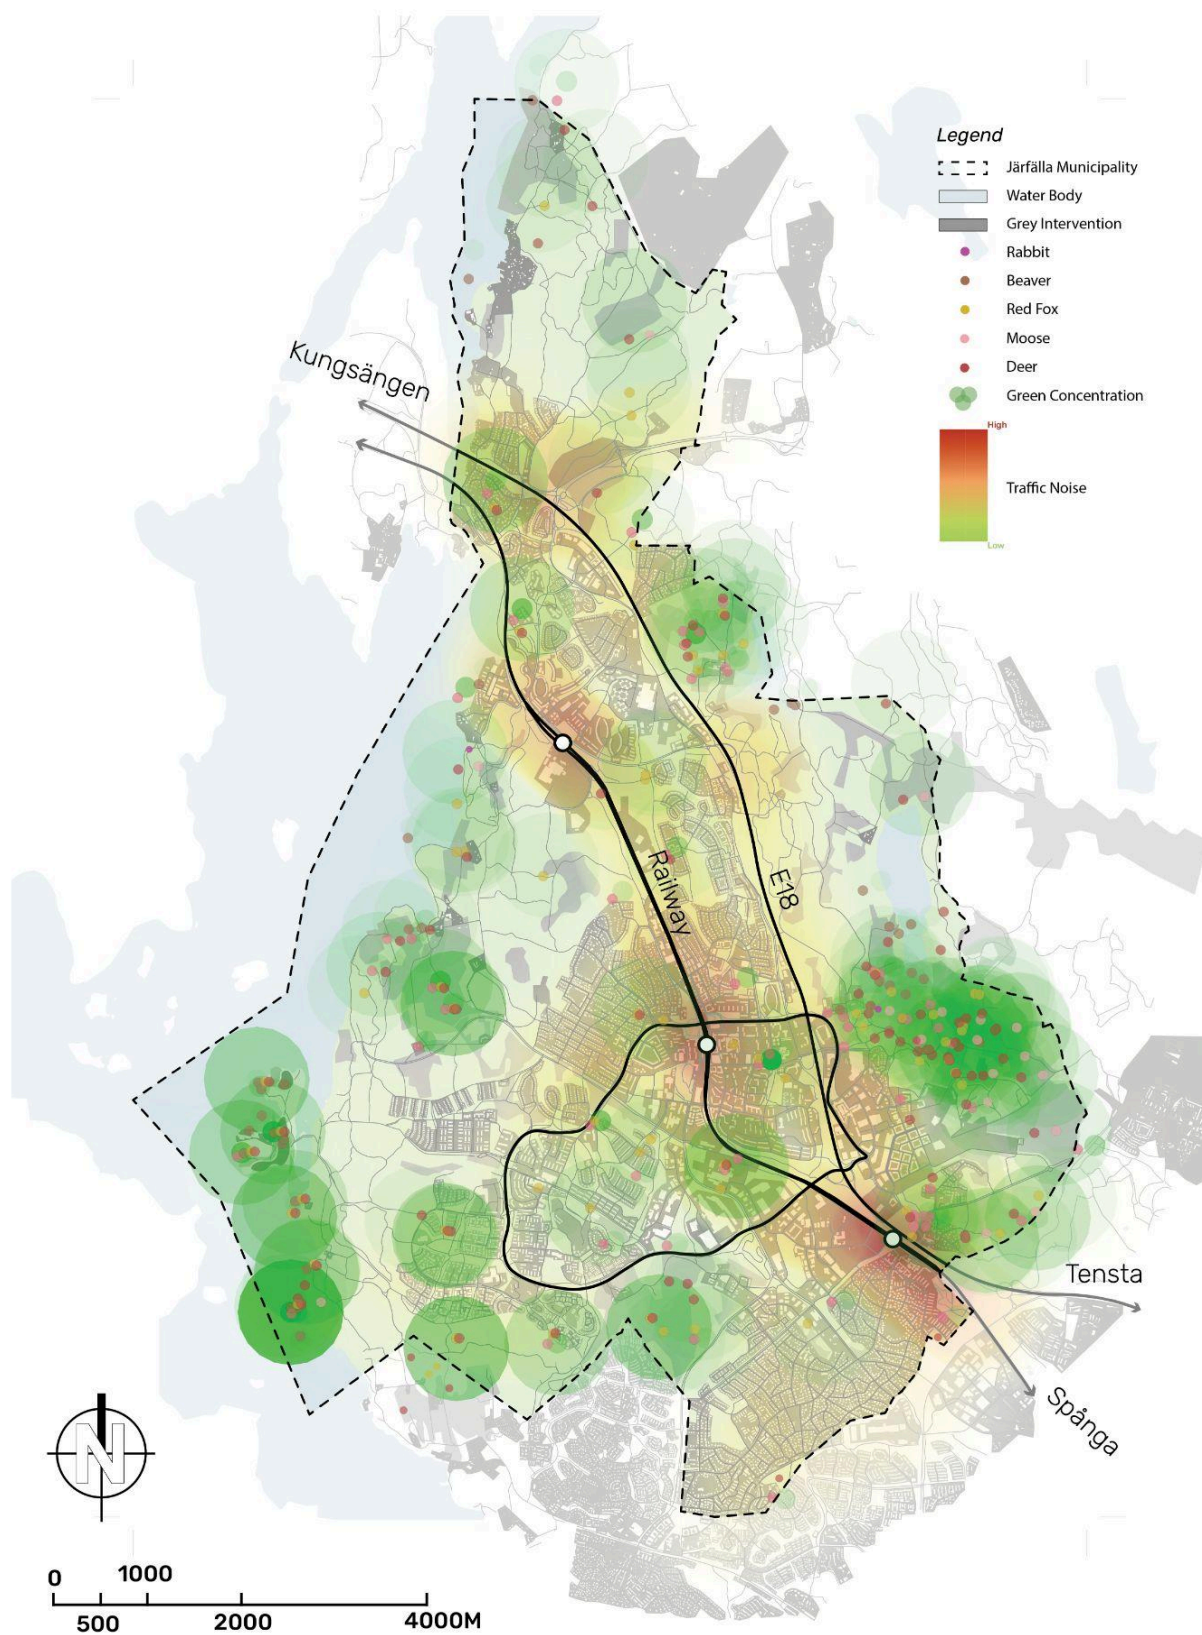 Legend
Järfälla Municipality
Water Body
Grey Intervention
Rabbit
Beaver
Red Fox
Moose
Deer
Green Concentration
High
Traffic Noise
Low
Kungsängen
Railway
E18
Tensta
Spånga
N
0 1000
500 2000 4000M